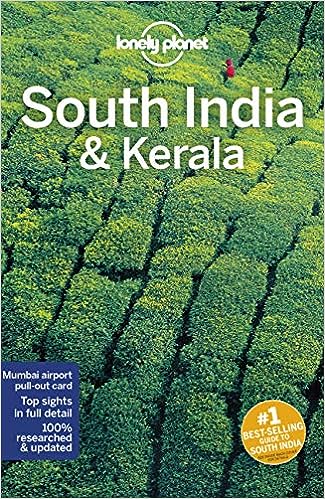 lonely planet
South India
& Kerala
Mumbai airport
pull-out card
Top sights
in full detail
100%
researched
& updated
#1
BEST-SELLING
GUIDE TO
SOUTH INDIA